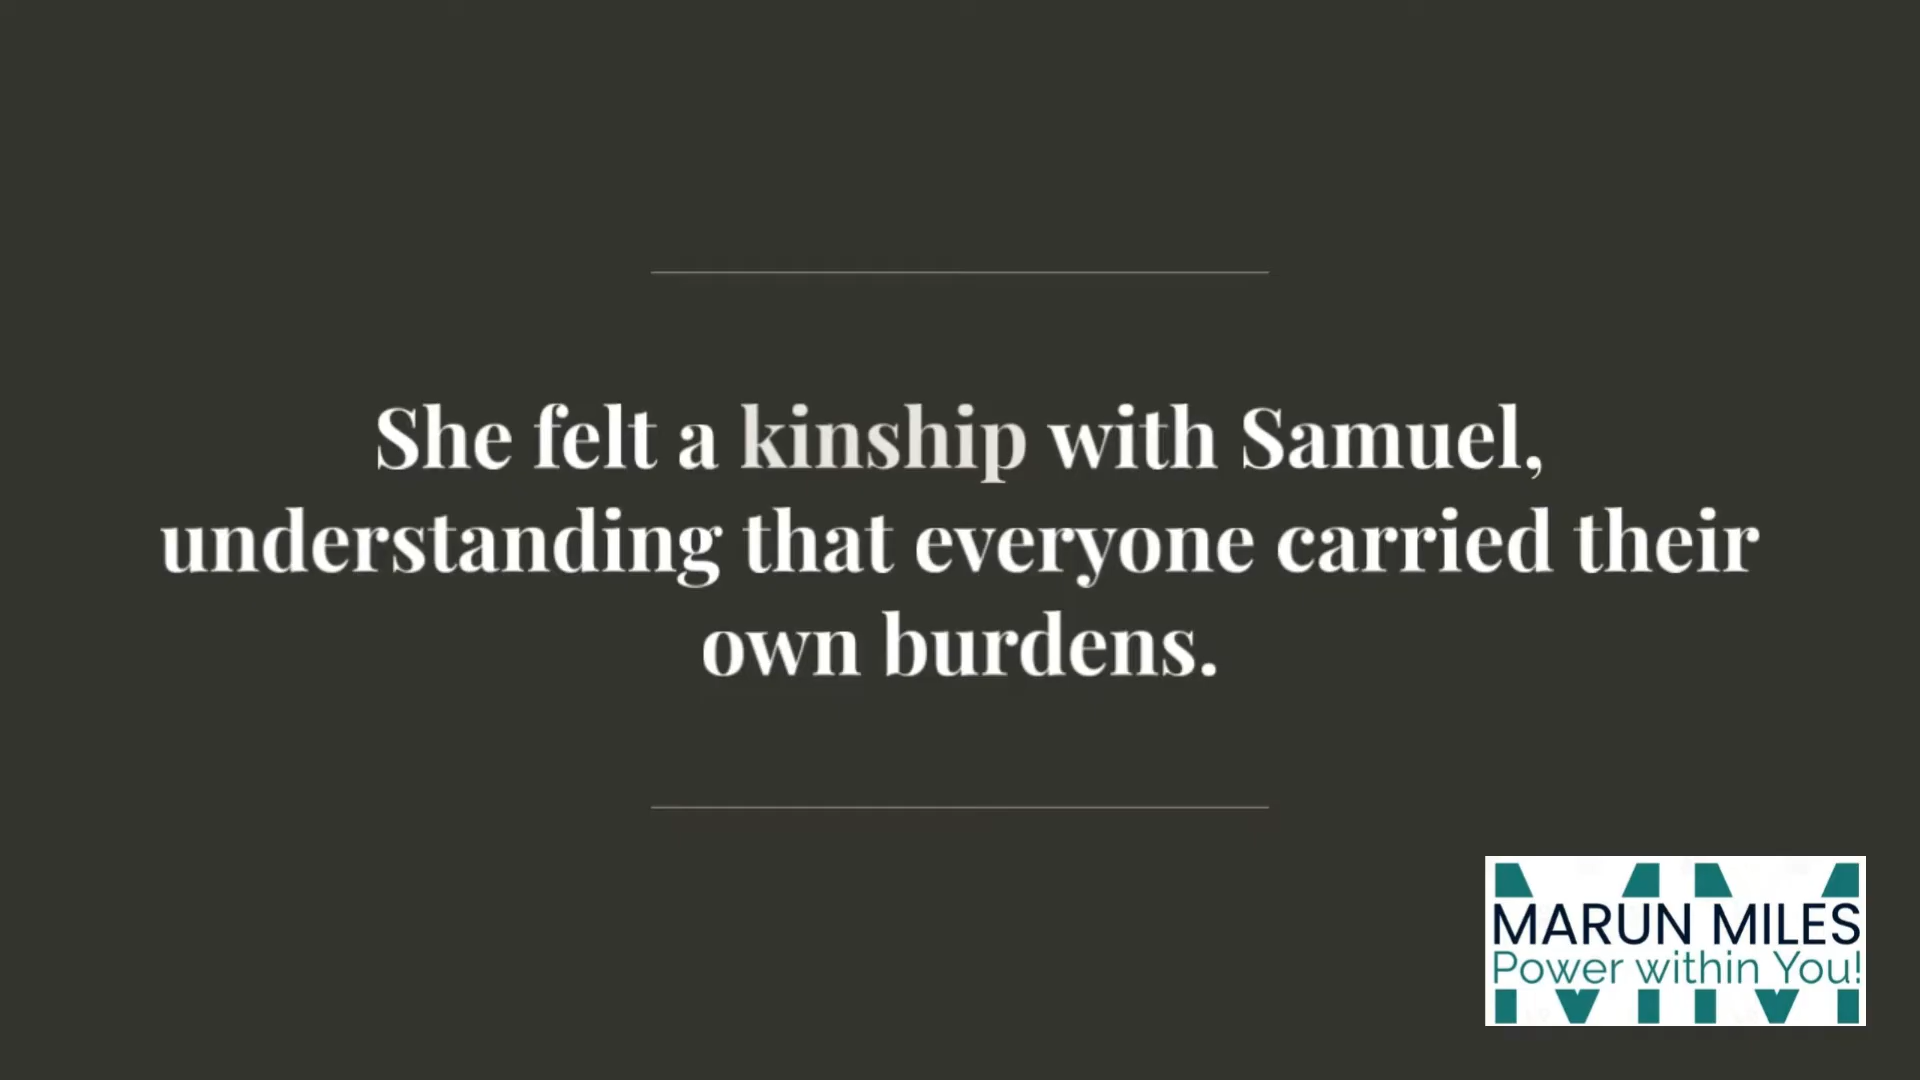 She felt a kinship with Samuel,
understanding that everyone carried their
own burdens.
MARUN MILES
Power within You!